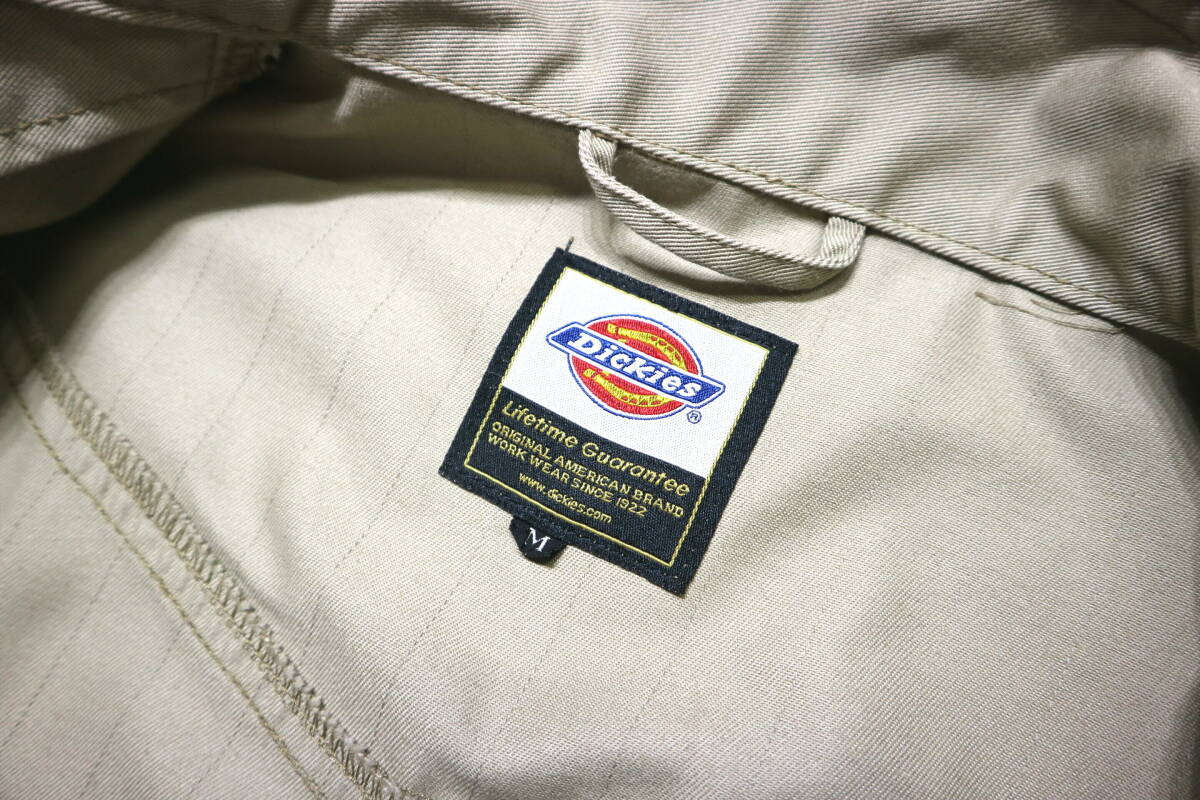 Dickies
®
Lifetime Guarantee
ORIGINAL AMERICAN BRAND
WORK WEAR SINCE 1922
www.dickies.com
M